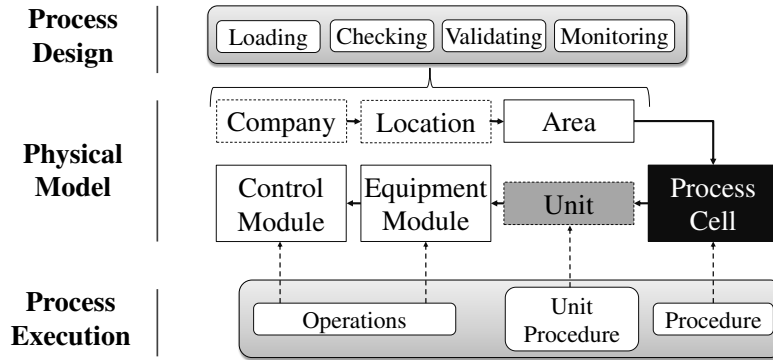 Process
Design
Loading
Checking
Validating
Monitoring
Physical
Model
Company
Location
Area
Control
Module
Equipment
Module
Unit
Process
Cell
Process
Execution
Operations
Unit
Procedure
Procedure